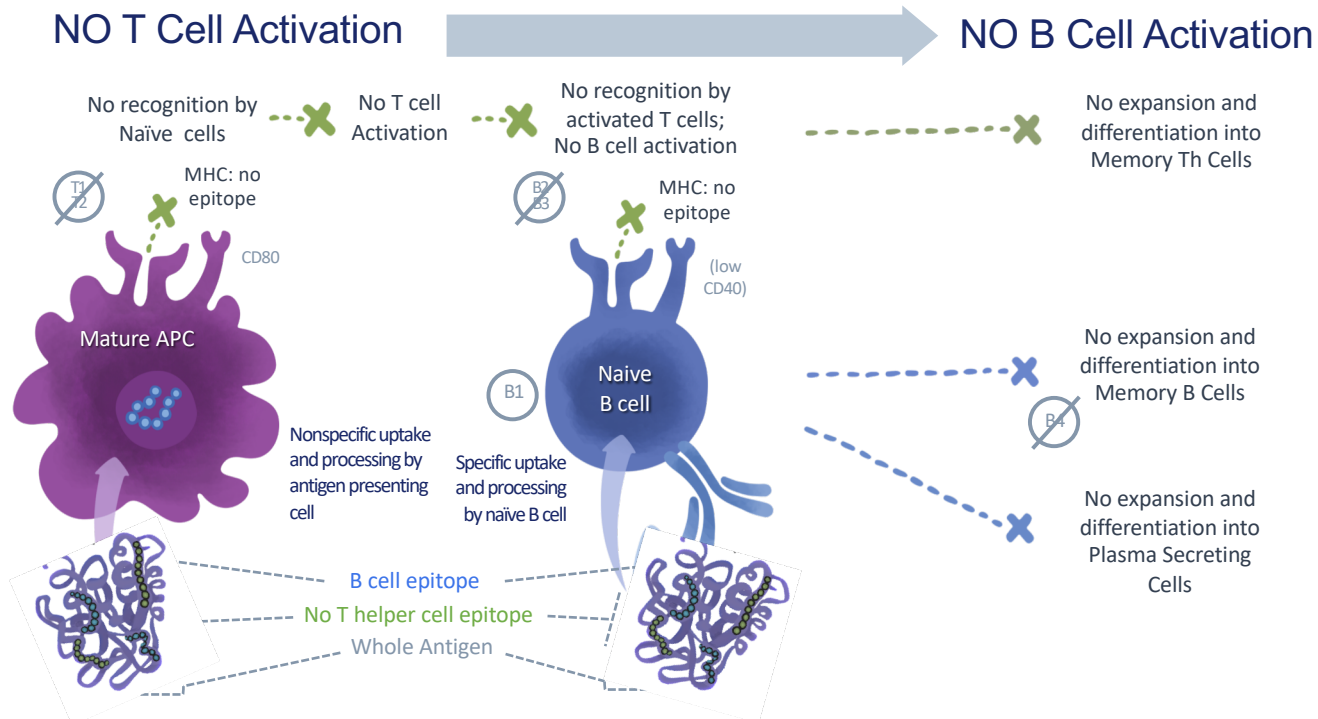 NO T Cell Activation
NO B Cell Activation
No recognition by
Naïve cells
No T cell
Activation
No recognition by
activated T cells;
No B cell activation
No expansion and
differentiation into
Memory Th Cells
T1
T2
MHC: no
epitope
CD80
B2
B3
MHC: no
epitope
(low
CD40)
Mature APC
Naive
B cell
B1
No expansion and
differentiation into
Memory B Cells
B4
Nonspecific uptake
and processing by
antigen presenting
cell
Specific uptake
and processing
by naïve B cell
No expansion and
differentiation into
Plasma Secreting
Cells
B cell epitope
No T helper cell epitope
Whole Antigen